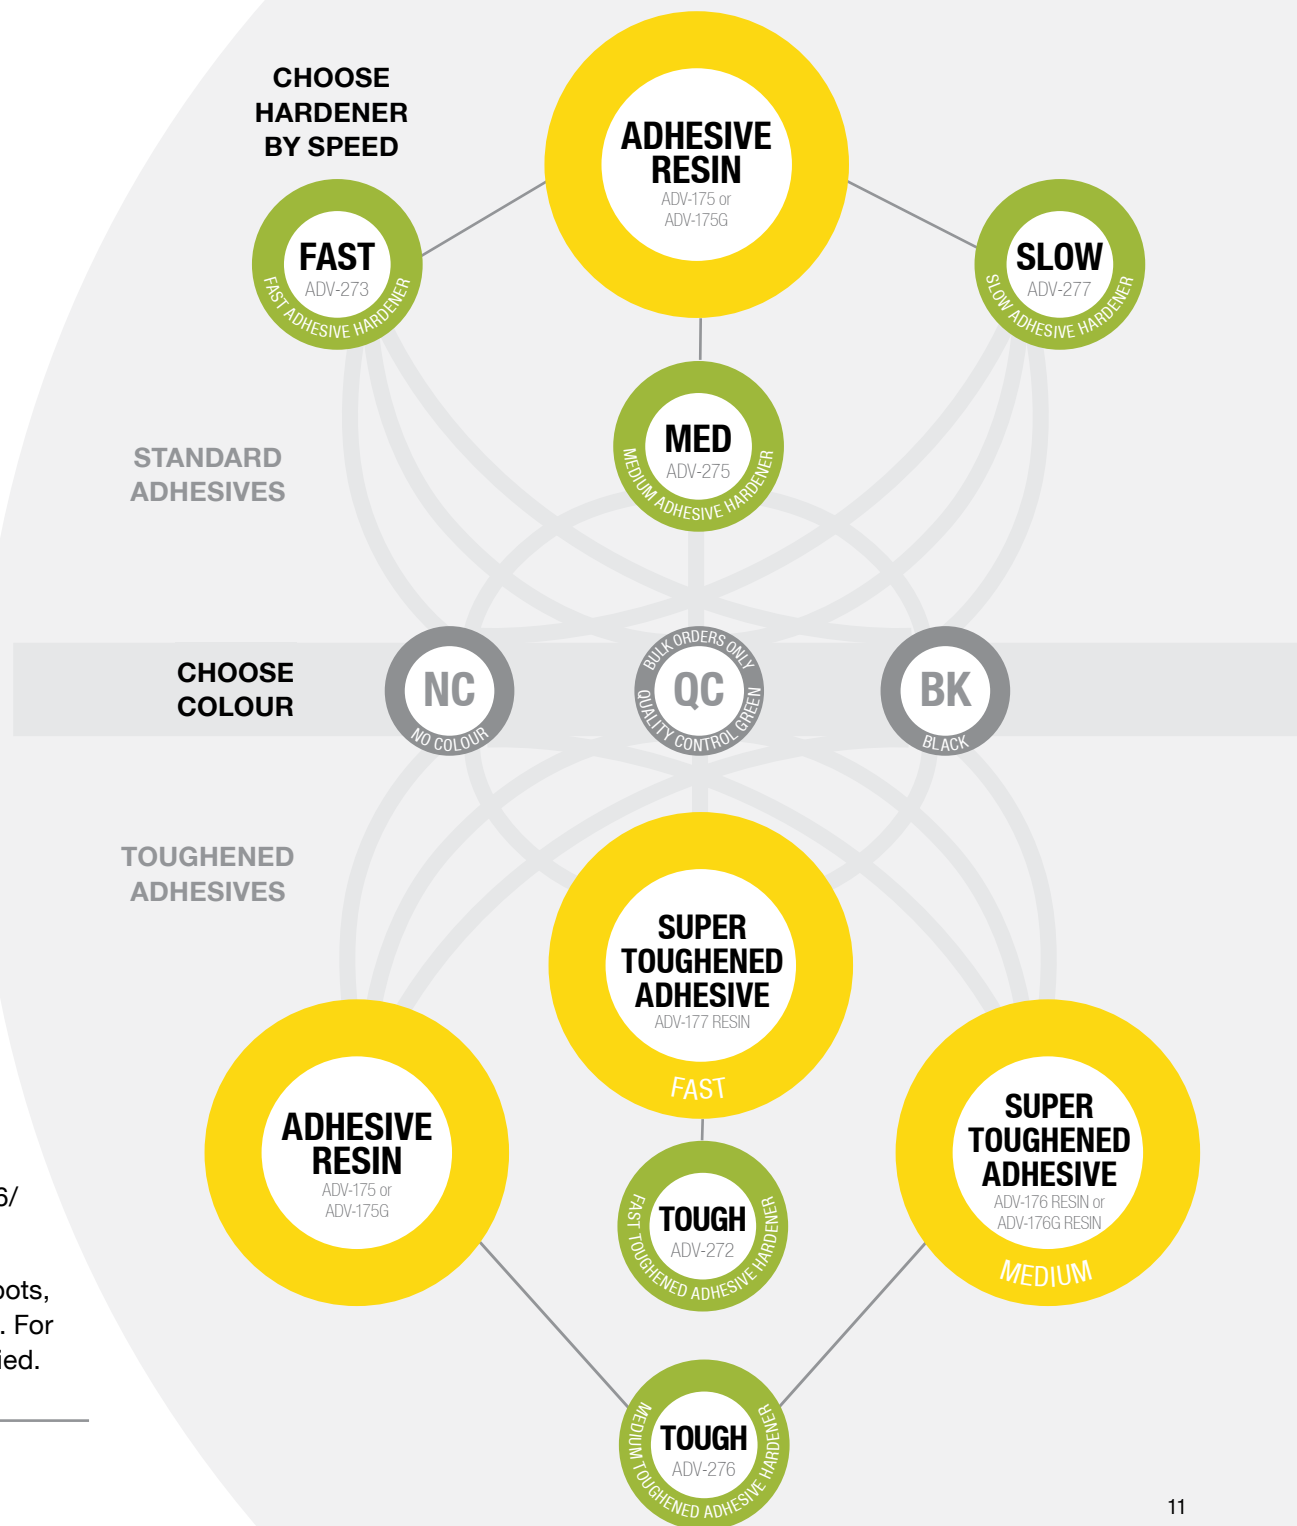 CHOOSE
HARDENER
BY SPEED
ADHESIVE
RESIN
ADV-175 or
ADV-175G
FAST
ADV-273
FAST ADHESIVE HARDENER
SLOW
ADV-277
SLOW ADHESIVE HARDENER
MED
ADV-275
MEDIUM ADHESIVE HARDENER
STANDARD
ADHESIVES
CHOOSE
COLOUR
NC
NO COLOUR
BULK ORDERS ONLY
QC
QUALITY CONTROL GREEN
BK
BLACK
TOUGHENED
ADHESIVES
SUPER
TOUGHENED
ADHESIVE
ADV-177 RESIN
FAST
ADHESIVE
RESIN
ADV-175 or
ADV-175G
SUPER
TOUGHENED
ADHESIVE
ADV-176 RESIN or
ADV-176G RESIN
MEDIUM
TOUGH
ADV-272
FAST TOUGHENED ADHESIVE HARDENER
TOUGH
ADV-276
MEDIUM TOUGHENED ADHESIVE HARDENER
6/
oots,
. For
ied.
11